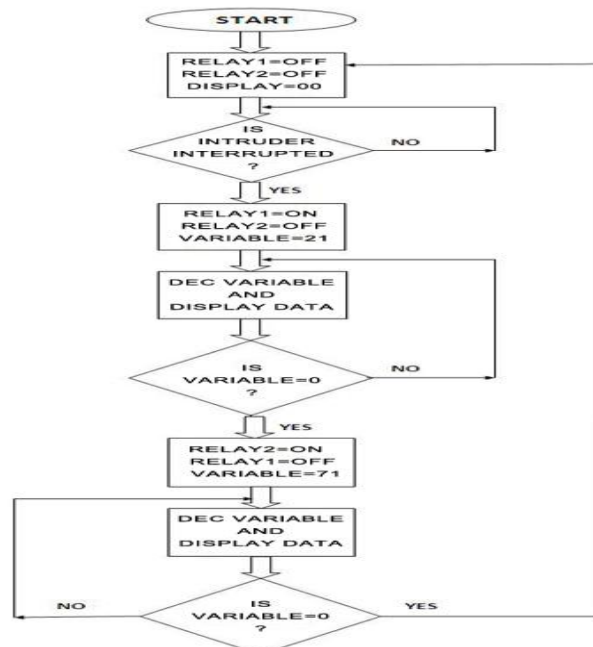 START
RELAY1=OFF
RELAY2=OFF
DISPLAY=00
IS
INTRUDER
INTERRUPTED
?
NO
YES
RELAY1=ON
RELAY2=OFF
VARIABLE=21
DEC VARIABLE
AND
DISPLAY DATA
IS
VARIABLE=0
?
NO
YES
RELAY2=ON
RELAY1=OFF
VARIABLE=71
DEC VARIABLE
AND
DISPLAY DATA
IS
VARIABLE=0
?
NO
YES